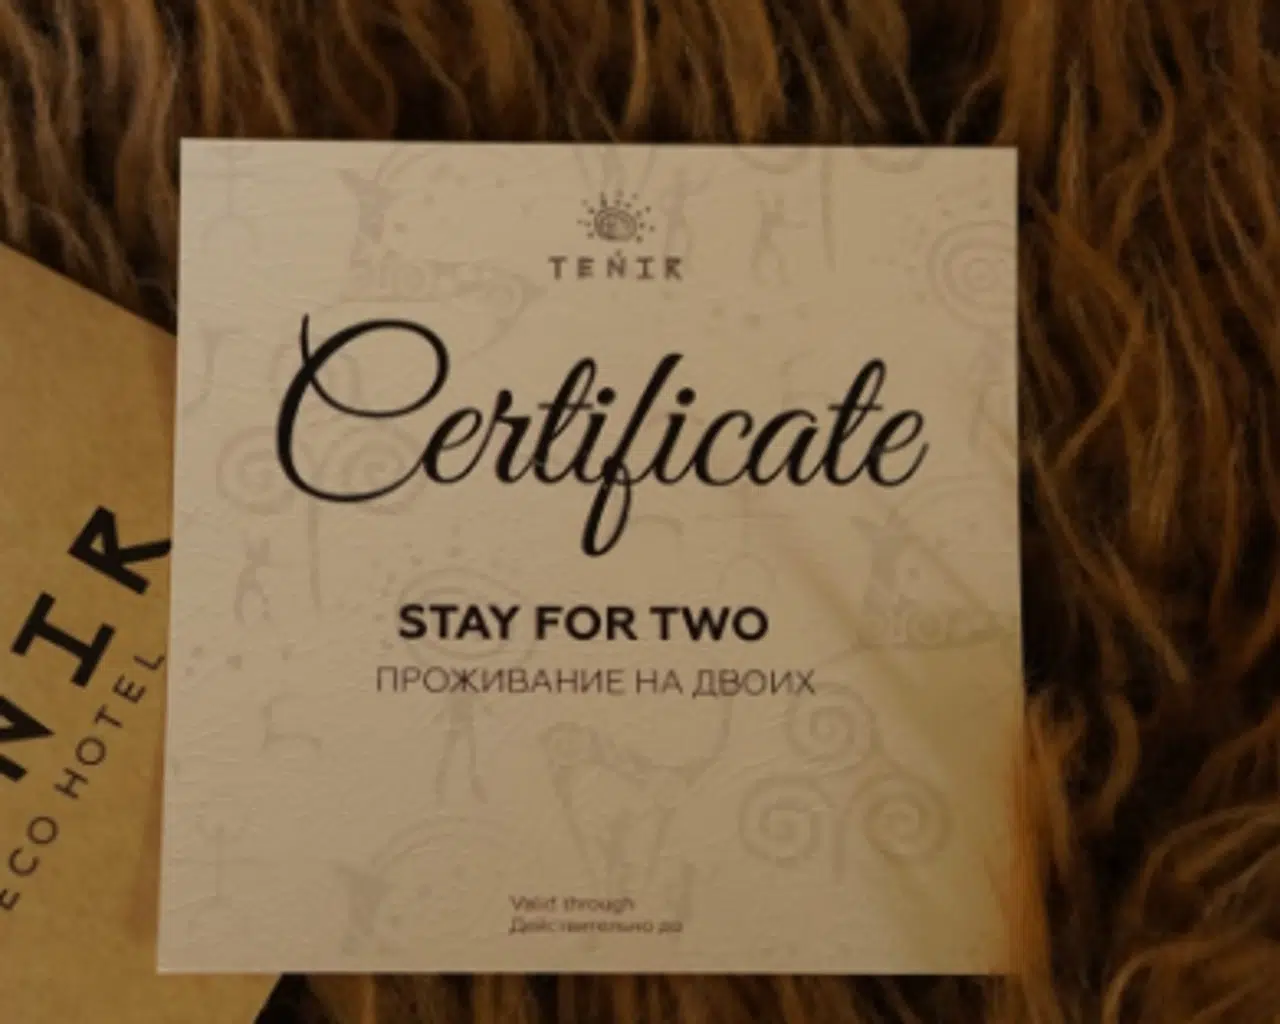 TEŃIR
Certificate
STAY FOR TWO
ПРОЖИВАНИЕ НА ДВОИХ
Valid through
Действительно до
NIR
ECO HOTEL